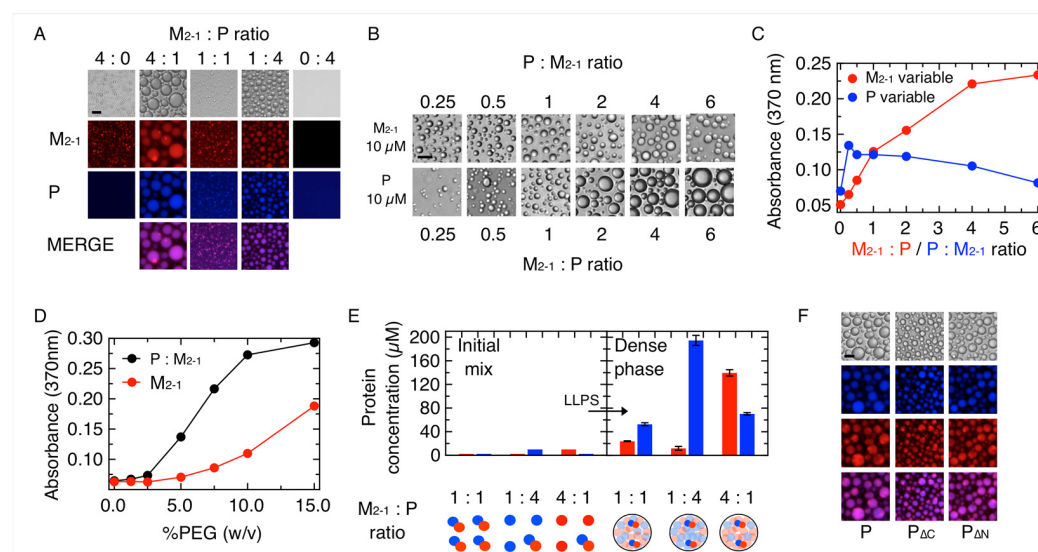 A
M2-1 : P ratio
4 : 0 4 : 1 1 : 1 1 : 4 0 : 4
M2-1
P
MERGE
B
P : M2-1 ratio
0.25 0.5 1 2 4 6
M2-1
10 µM
P
10 µM
0.25 0.5 1 2 4 6
M2-1 : P ratio
C
Absorbance (370 nm)
0.25
0.20
0.15
0.10
0.05
M2-1 variable
P variable
0 1 2 3 4 5 6
M2-1 : P / P : M2-1 ratio
D
Absorbance (370nm)
0.30
0.25
0.20
0.15
0.10
P : M2-1
M2-1
0.0 5.0 10.0 15.0
%PEG (w/v)
E
Protein
concentration (µM)
200
160
120
80
40
0
Initial
mix
LLPS
Dense
phase
M2-1 : P
ratio
1 : 1 1 : 4 4 : 1 1 : 1 1 : 4 4 : 1
F
P PΔC PΔN